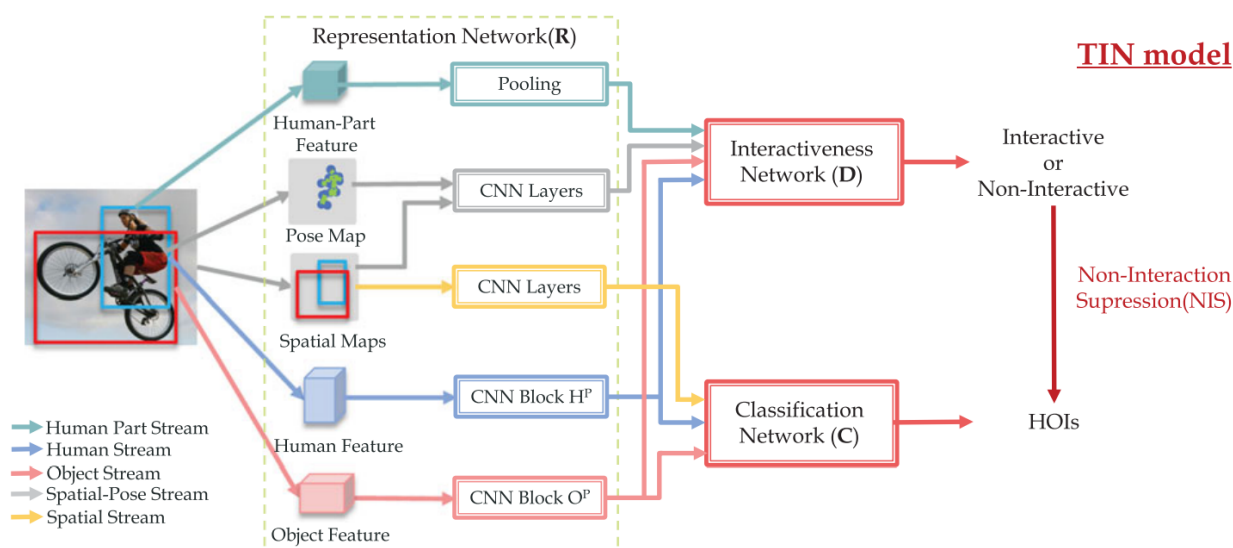 Representation Network(R)
TIN model
Pooling
Human-Part
Feature
Interactiveness
Network (D)
Interactive
or
Non-Interactive
CNN Layers
Pose Map
Non-Interaction
Supression(NIS)
CNN Layers
Spatial Maps
CNN Block Hᴾ
Human Feature
Classification
Network (C)
HOIs
CNN Block Oᴾ
Object Feature
Human Part Stream
Human Stream
Object Stream
Spatial-Pose Stream
Spatial Stream